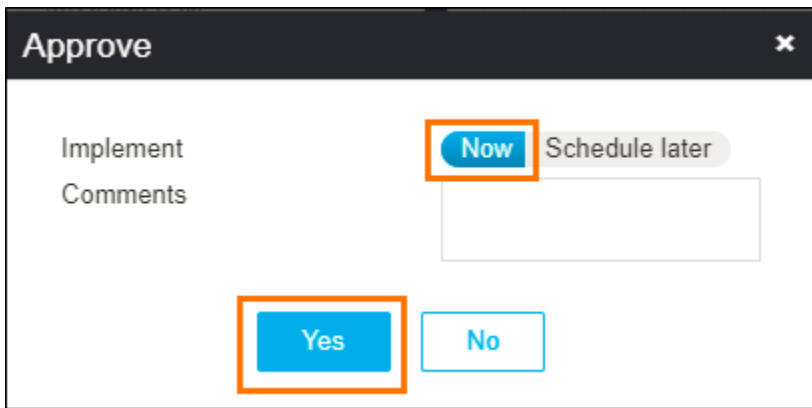 Approve
Implement Now Schedule later
Comments
Yes No